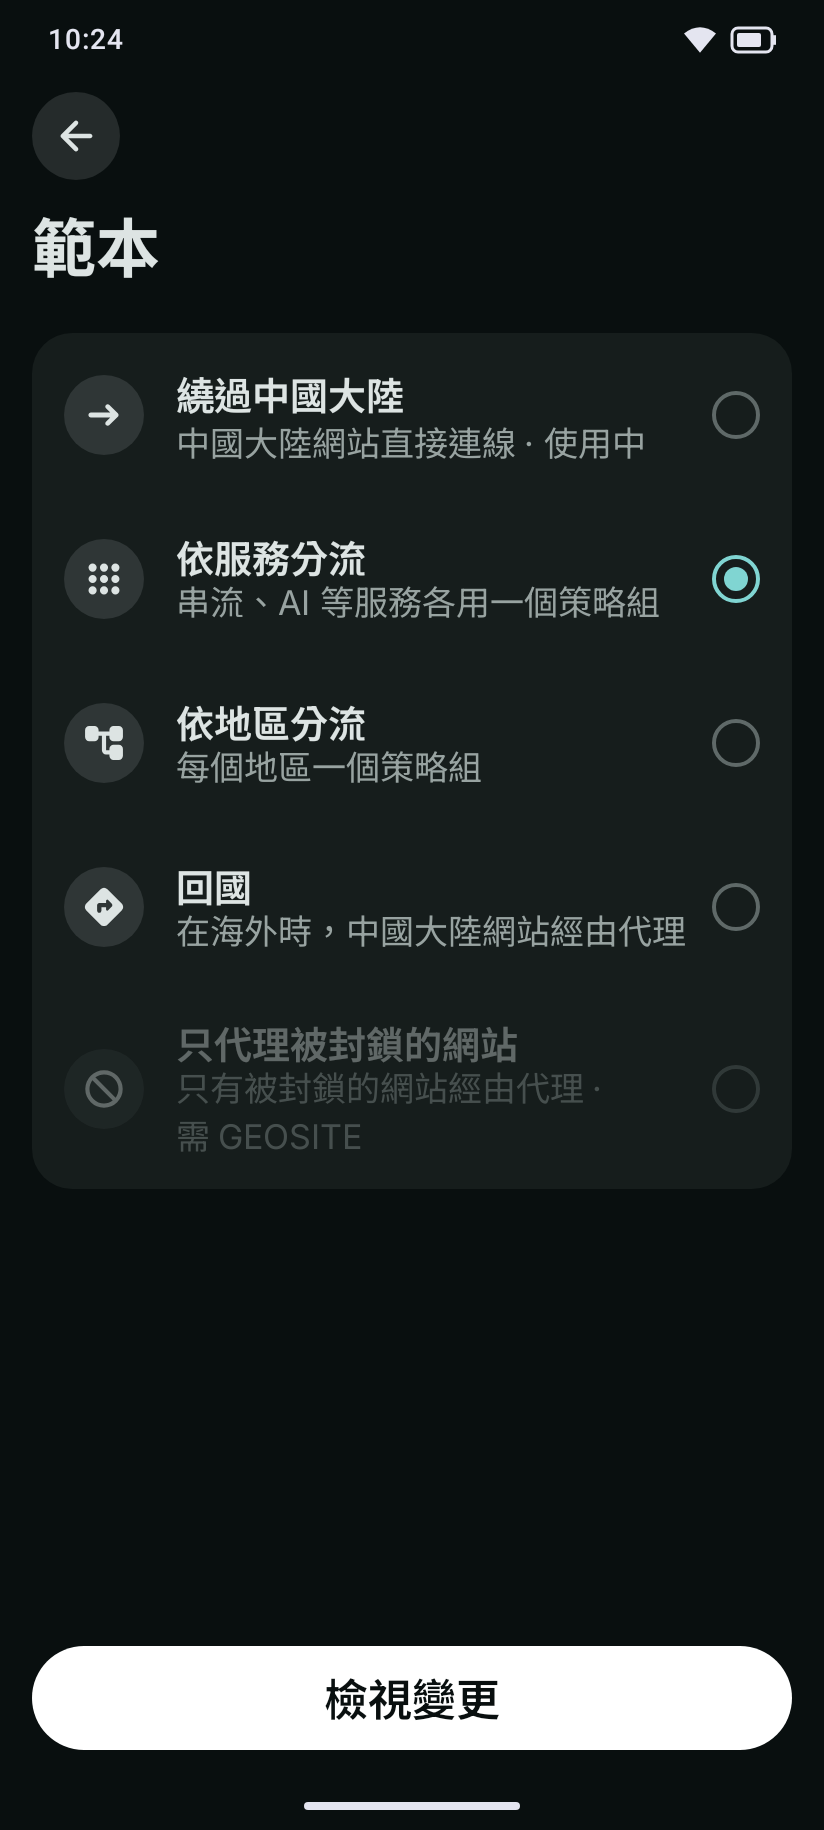 10:24
範本
繞過中國大陸
中國大陸網站直接連線 · 使用中
依服務分流
串流、AI 等服務各用一個策略組
依地區分流
每個地區一個策略組
回國
在海外時，中國大陸網站經由代理
只代理被封鎖的網站
只有被封鎖的網站經由代理 ·
需 GEOSITE
檢視變更